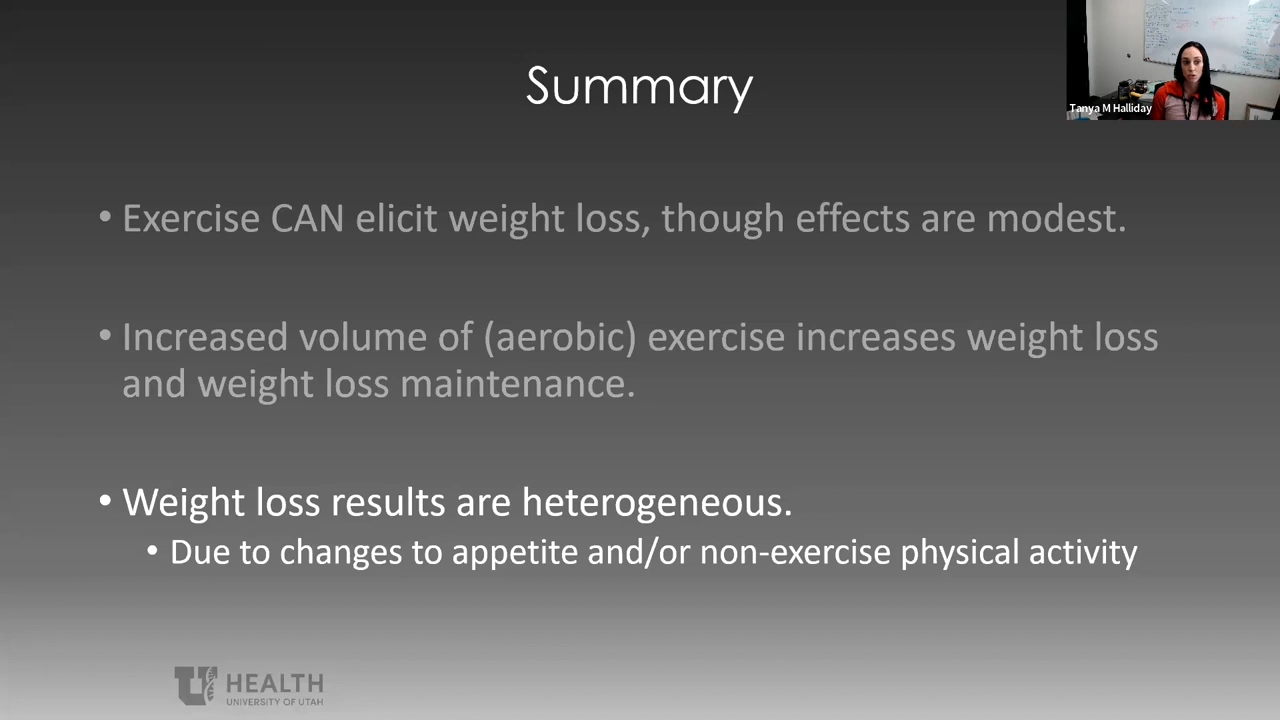 Summary
Tanya M Halliday
• Exercise CAN elicit weight loss, though effects are modest.
• Increased volume of (aerobic) exercise increases weight loss
and weight loss maintenance.
• Weight loss results are heterogeneous.
• Due to changes to appetite and/or non-exercise physical activity
U HEALTH
UNIVERSITY OF UTAH